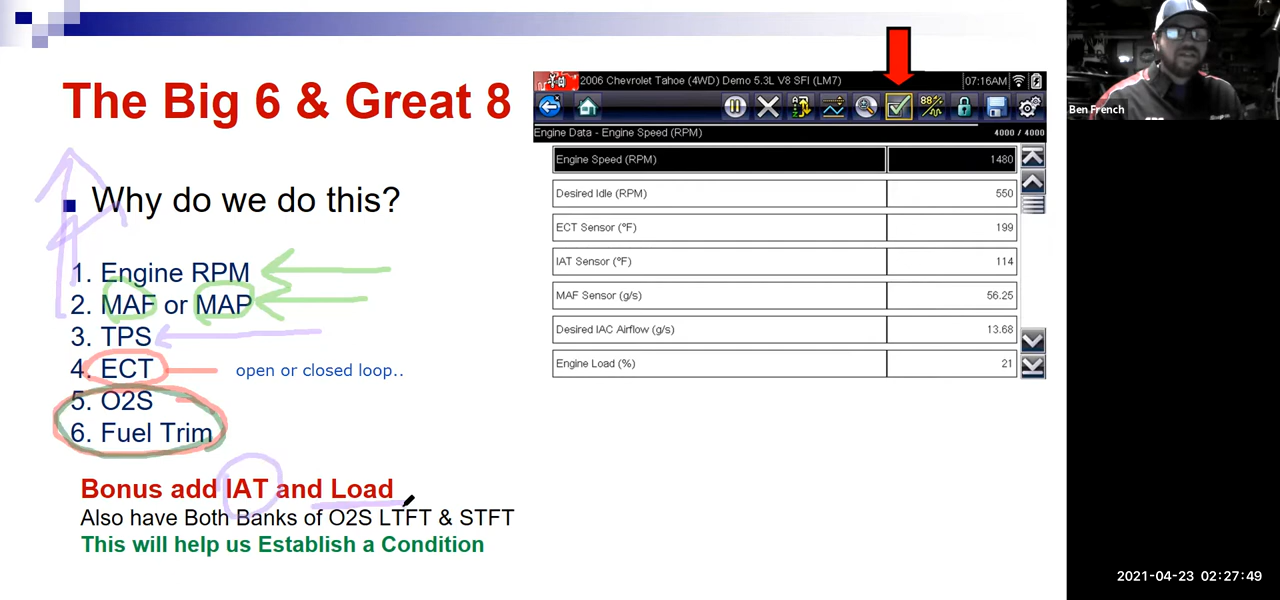 The Big 6 & Great 8
Why do we do this?
1. Engine RPM
2. MAF or MAP
3. TPS
4. ECT
open or closed loop..
5. O2S
6. Fuel Trim
Bonus add IAT and Load
Also have Both Banks of O2S LTFT & STFT
This will help us Establish a Condition
2006 Chevrolet Tahoe (4WD) Demo 5.3L V8 SFI (LM7) 07:16AM
Engine Data - Engine Speed (RPM) 4000 / 4000
Engine Speed (RPM) 1480
Desired Idle (RPM) 550
ECT Sensor (°F) 199
IAT Sensor (°F) 114
MAF Sensor (g/s) 56.25
Desired IAC Airflow (g/s) 13.68
Engine Load (%) 21
Ben French
2021-04-23 02:27:49